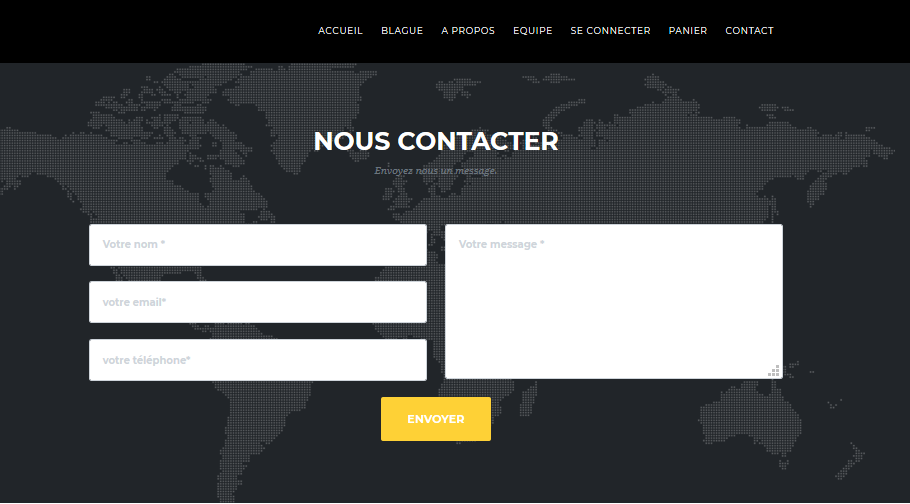 ACCUEIL BLAGUE A PROPOS EQUIPE SE CONNECTER PANIER CONTACT
NOUS CONTACTER
Envoyez nous un message.
Votre nom *
votre email*
votre téléphone*
Votre message *
ENVOYER